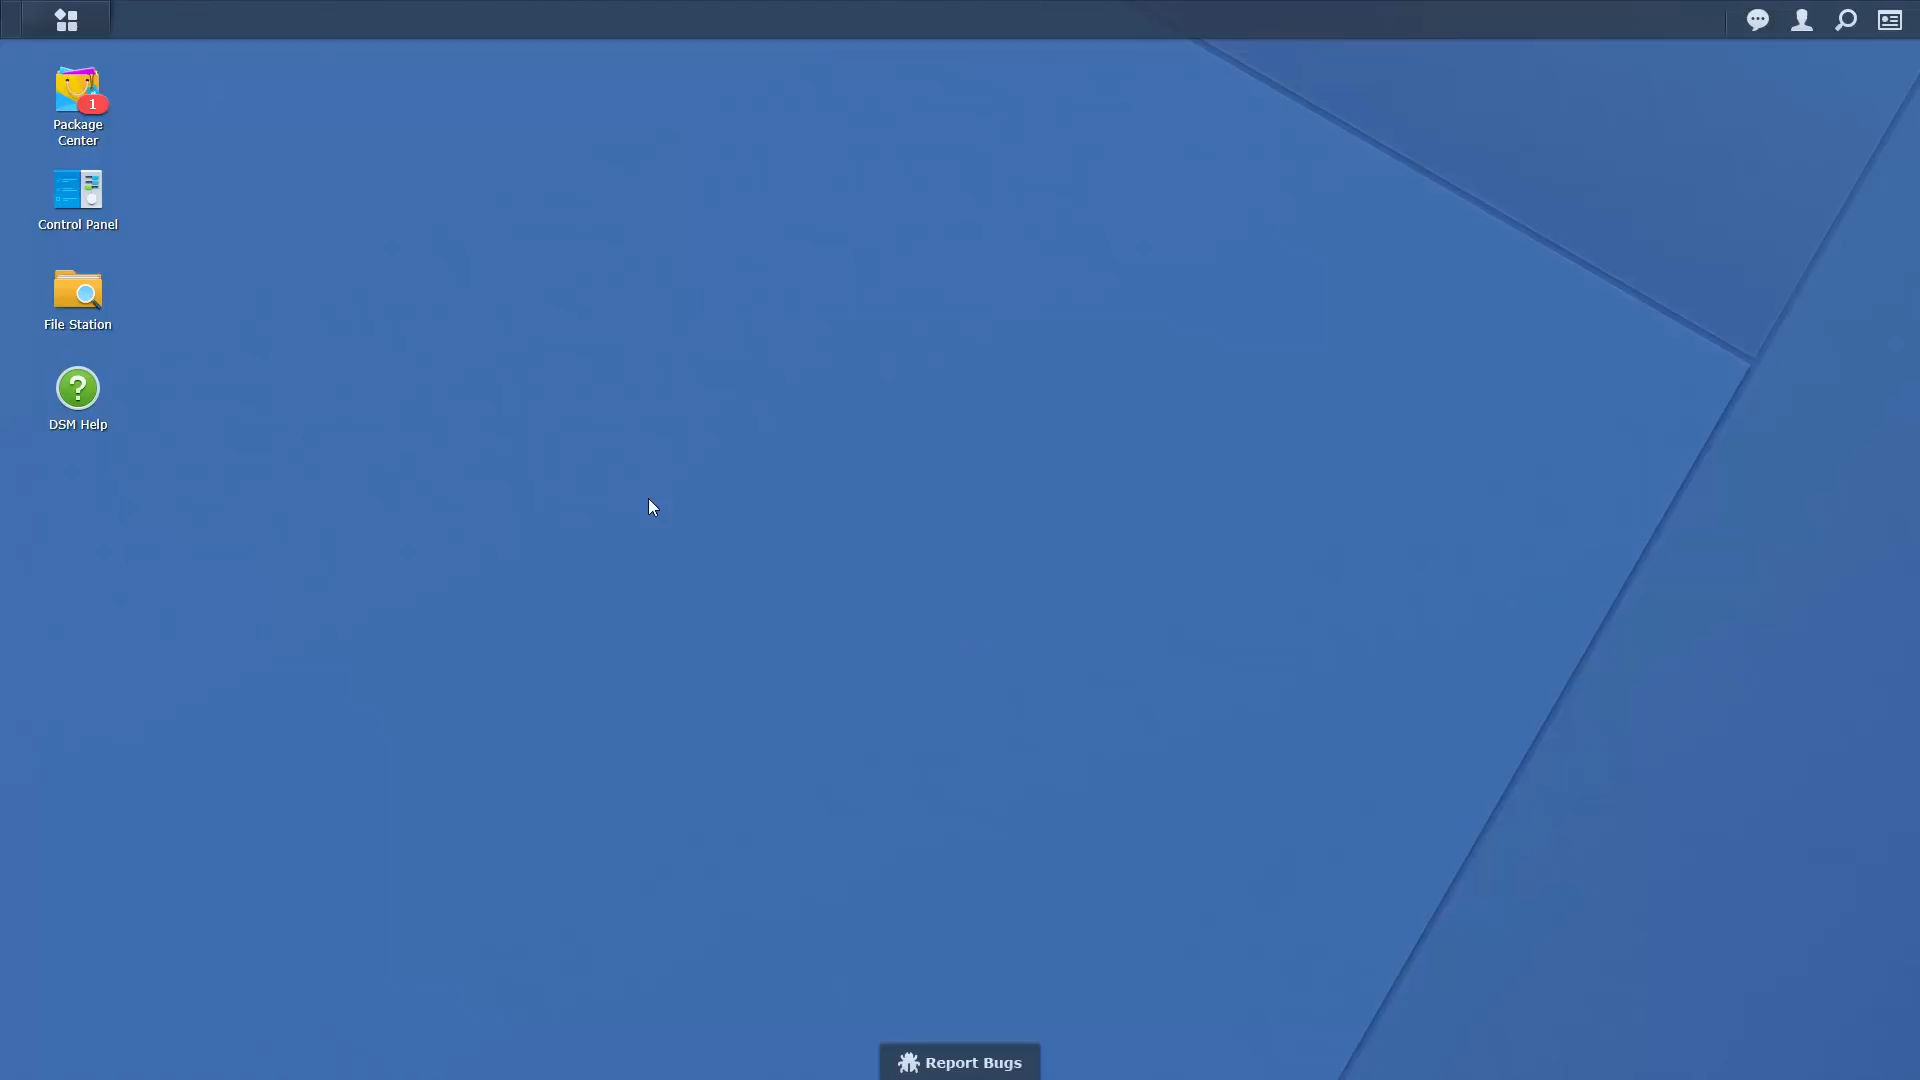 1
Package
Center
Control Panel
File Station
?
DSM Help
Report Bugs